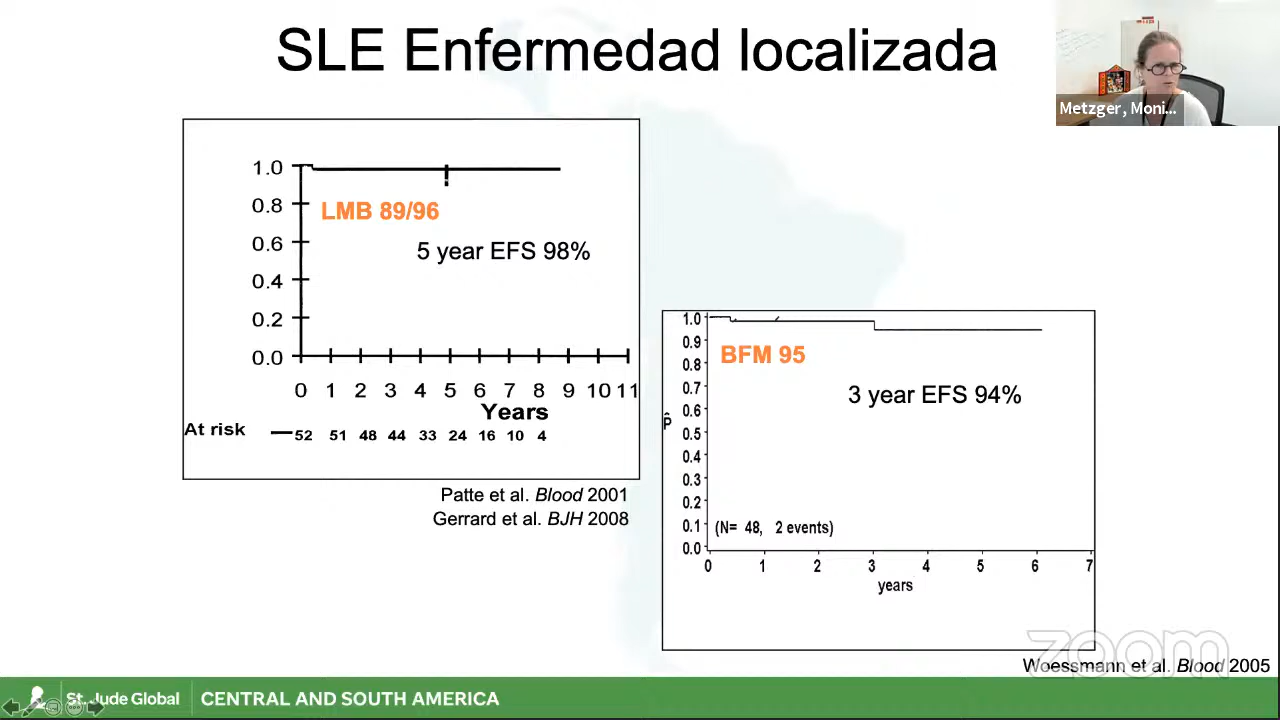 SLE Enfermedad localizada
Metzger, Moni...
1.0
0.8
0.6
0.4
0.2
0.0
LMB 89/96
5 year EFS 98%
0 1 2 3 4 5 6 7 8 9 10 11
Years
At risk 52 51 48 44 33 24 16 10 4
Patte et al. Blood 2001
Gerrard et al. BJH 2008
1.0
0.9
0.8
0.7
0.6
0.5
0.4
0.3
0.2
0.1
0.0
p̂
BFM 95
3 year EFS 94%
(N= 48, 2 events)
0 1 2 3 4 5 6 7
years
zoom
Woessmann et al. Blood 2005
St. Jude Global
CENTRAL AND SOUTH AMERICA